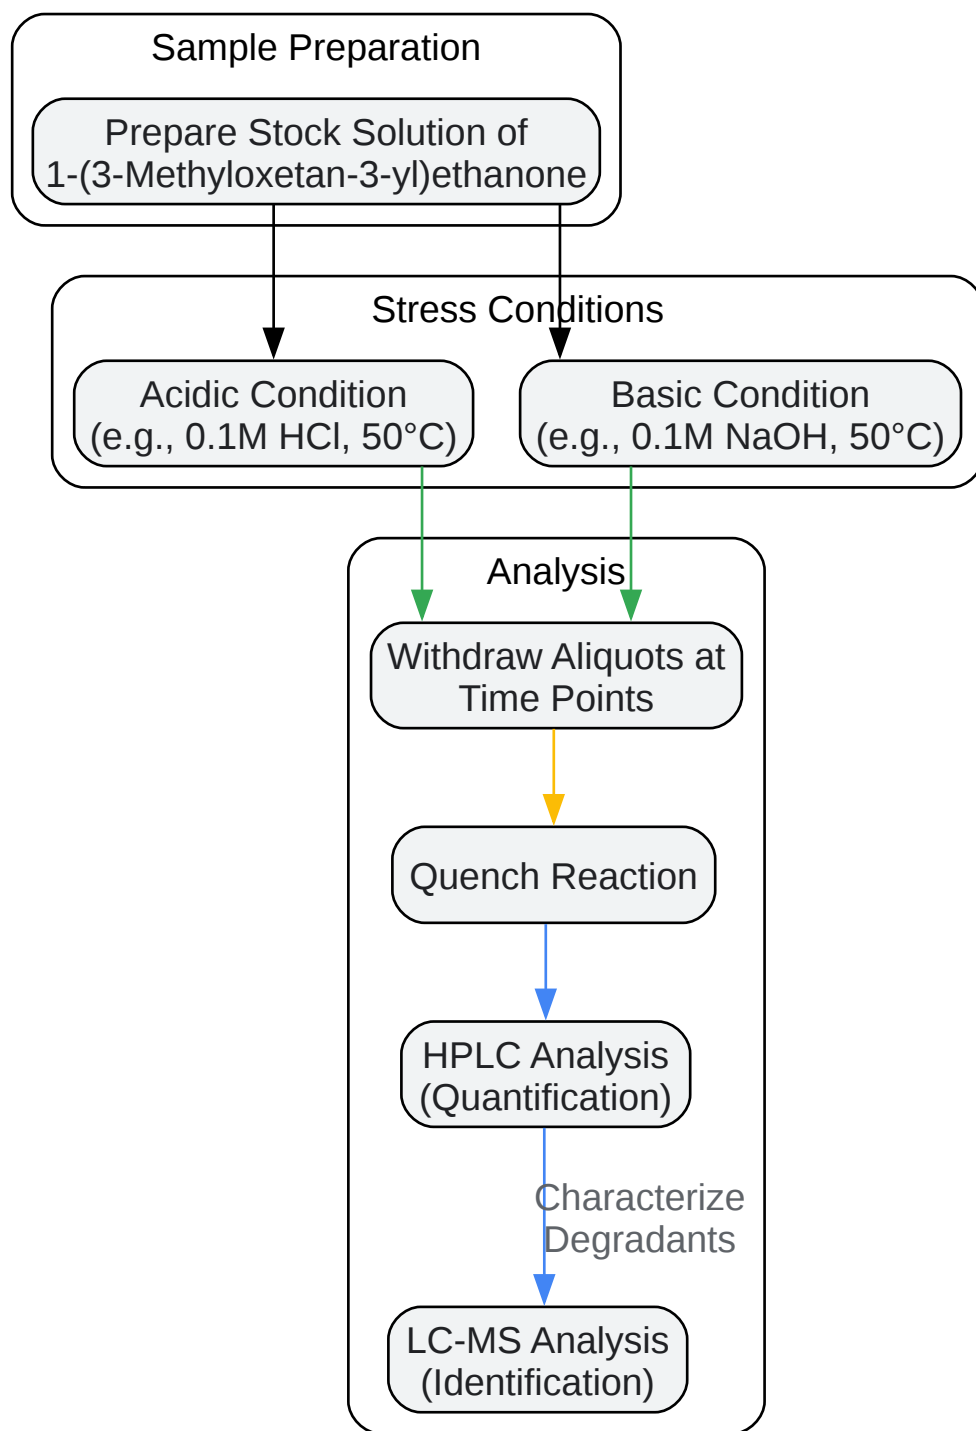 Sample Preparation
Prepare Stock Solution of
1-(3-Methyloxetan-3-yl)ethanone
Stress Conditions
Acidic Condition
(e.g., 0.1M HCl, 50°C)
Basic Condition
(e.g., 0.1M NaOH, 50°C)
Analysis
Withdraw Aliquots at
Time Points
Quench Reaction
HPLC Analysis
(Quantification)
Characterize
Degradants
LC-MS Analysis
(Identification)